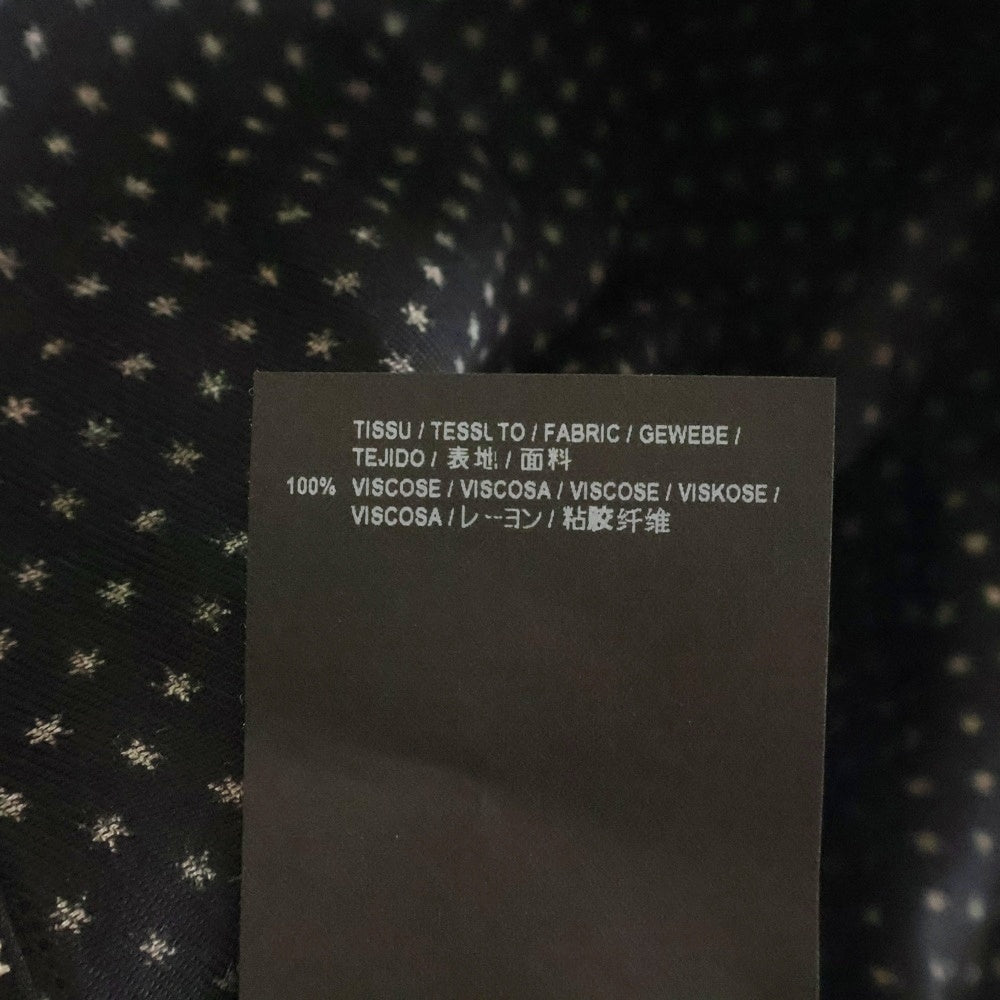 TISSU / TESSUTO / FABRIC / GEWEBE /
TEJIDO / 表地 / 面料
100% VISCOSE / VISCOSA / VISCOSE / VISKOSE /
VISCOSA / レーヨン / 粘胶纤维